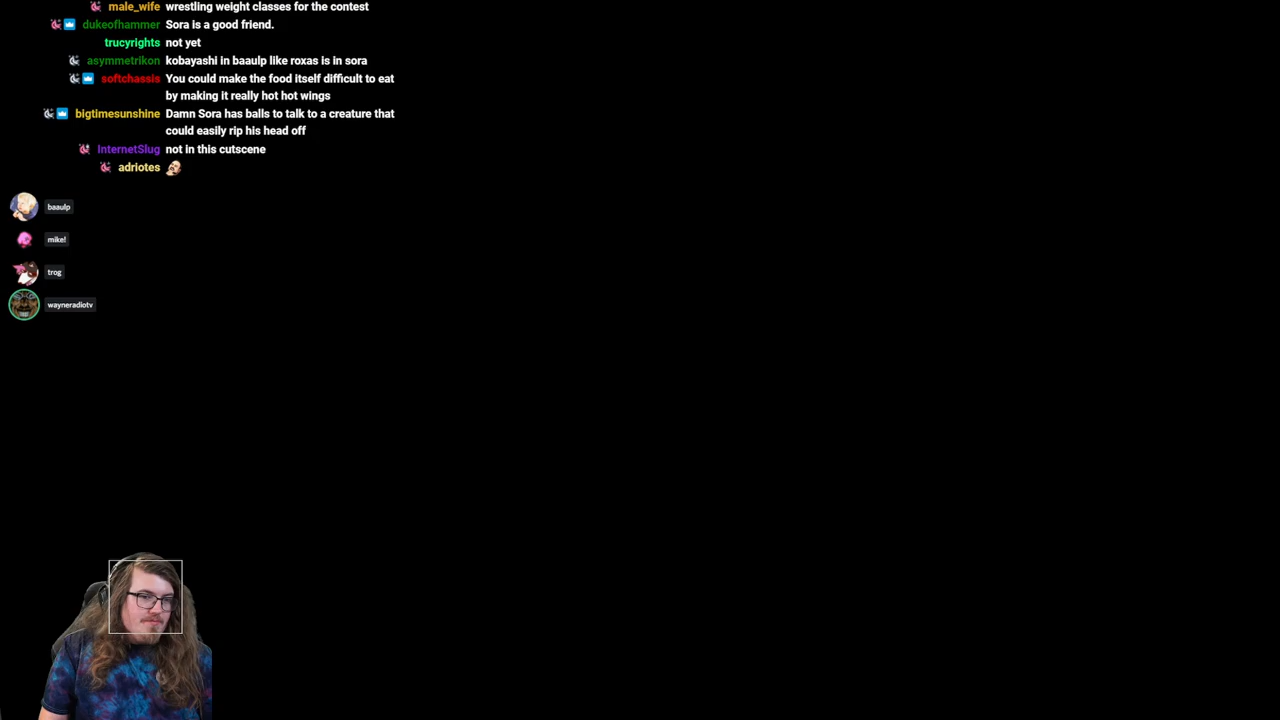 male_wife wrestling weight classes for the contest
dukeofhammer Sora is a good friend.
trucyrights not yet
asymmetrikon kobayashi in baaulp like roxas is in sora
softchassis You could make the food itself difficult to eat
by making it really hot hot wings
bigtimesunshine Damn Sora has balls to talk to a creature that
could easily rip his head off
InternetSlug not in this cutscene
adriotes
baaulp
mike!
trog
wayneradiotv